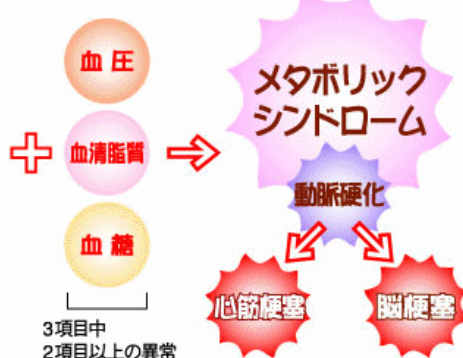 血圧
血清脂質
血糖
3項目中
2項目以上の異常
メタボリック
シンドローム
動脈硬化
心筋梗塞
脳梗塞